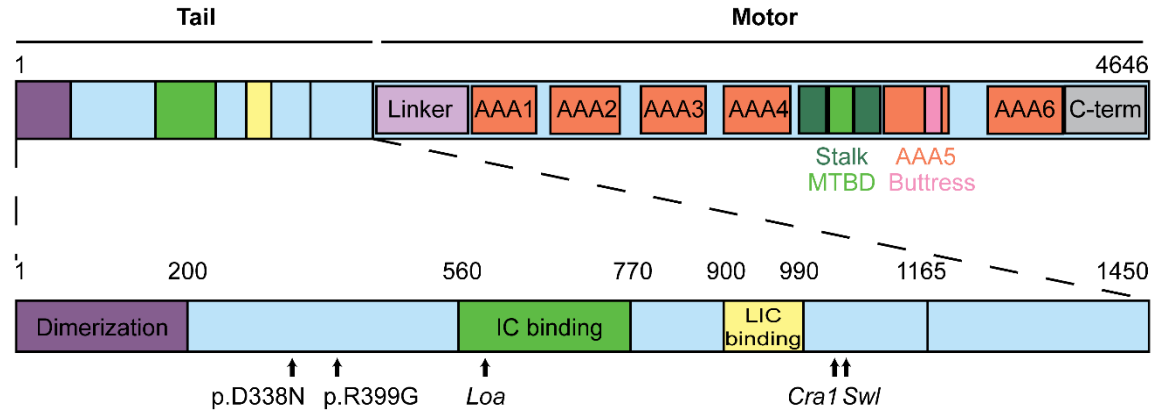 Tail Motor
1 4646
Linker AAA1 AAA2 AAA3 AAA4 AAA6 C-term
Stalk AAA5
MTBD Buttress
1 200 560 770 900 990 1165 1450
Dimerization IC binding LIC binding
p.D338N p.R399G Loa Cra1 Swl